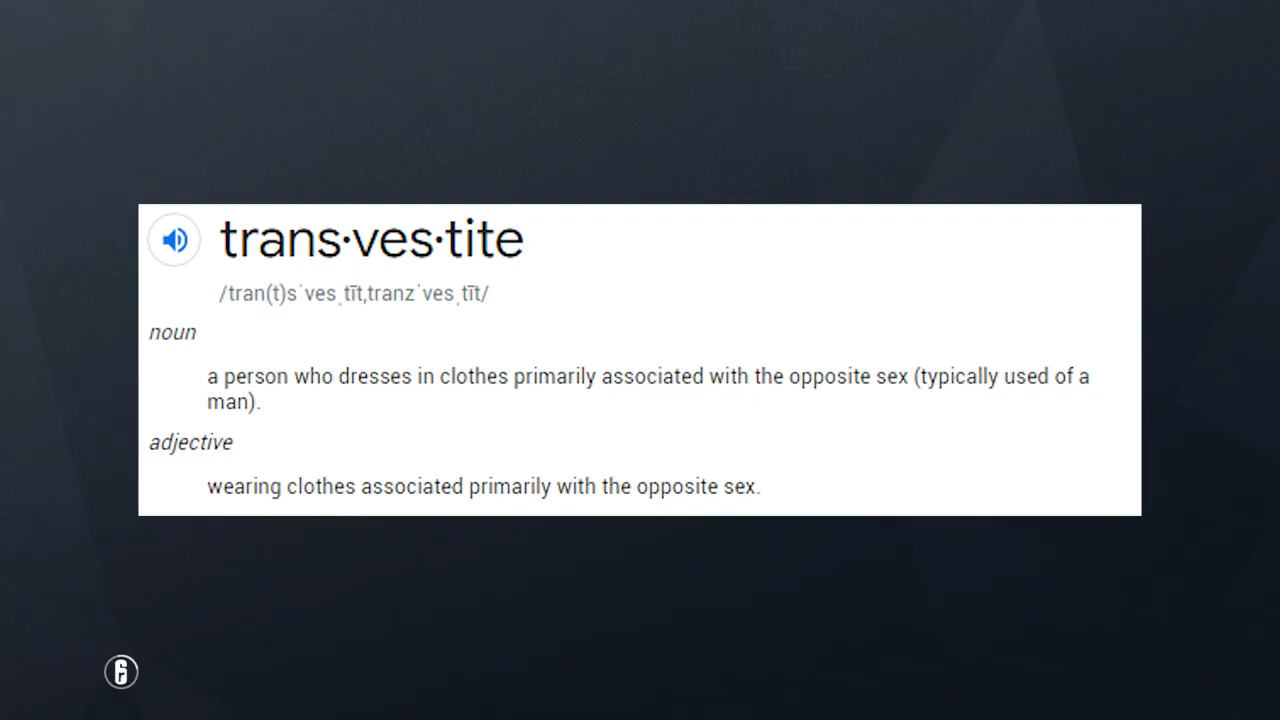 trans·ves·tite
/tran(t)sˈvesˌtīt,tranzˈvesˌtīt/
noun
a person who dresses in clothes primarily associated with the opposite sex (typically used of a
man).
adjective
wearing clothes associated primarily with the opposite sex.
6